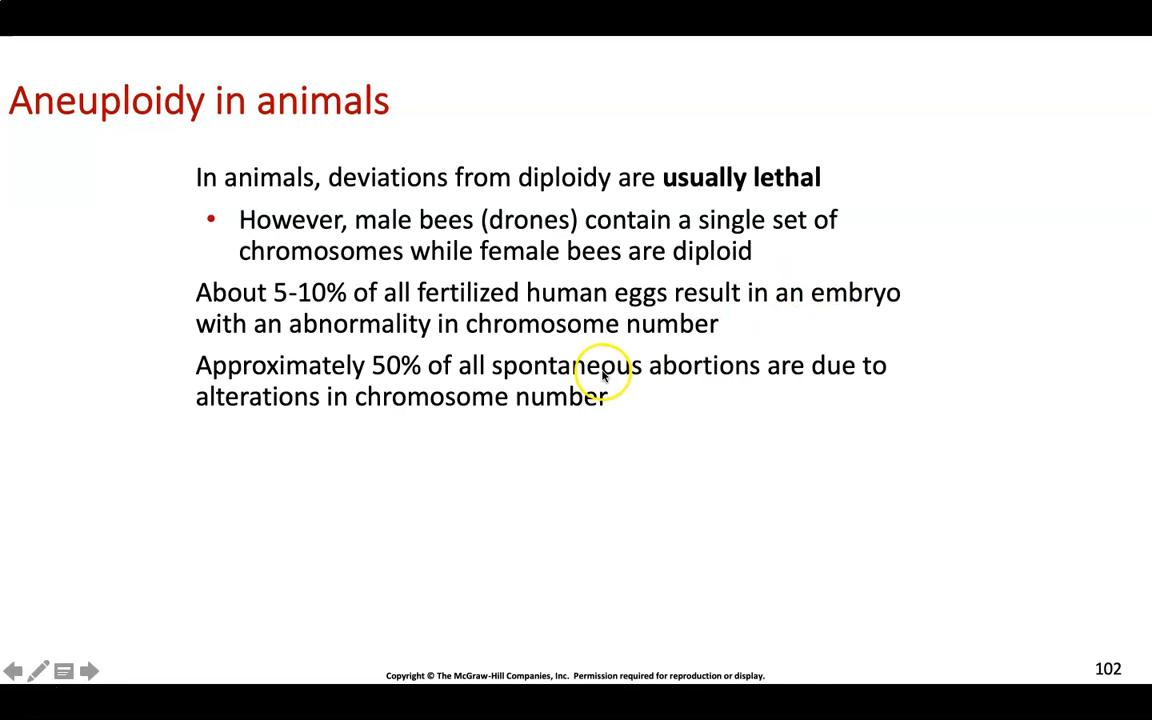 Aneuploidy in animals
In animals, deviations from diploidy are usually lethal
• However, male bees (drones) contain a single set of
chromosomes while female bees are diploid
About 5-10% of all fertilized human eggs result in an embryo
with an abnormality in chromosome number
Approximately 50% of all spontaneous abortions are due to
alterations in chromosome number
Copyright © The McGraw-Hill Companies, Inc. Permission required for reproduction or display.
102